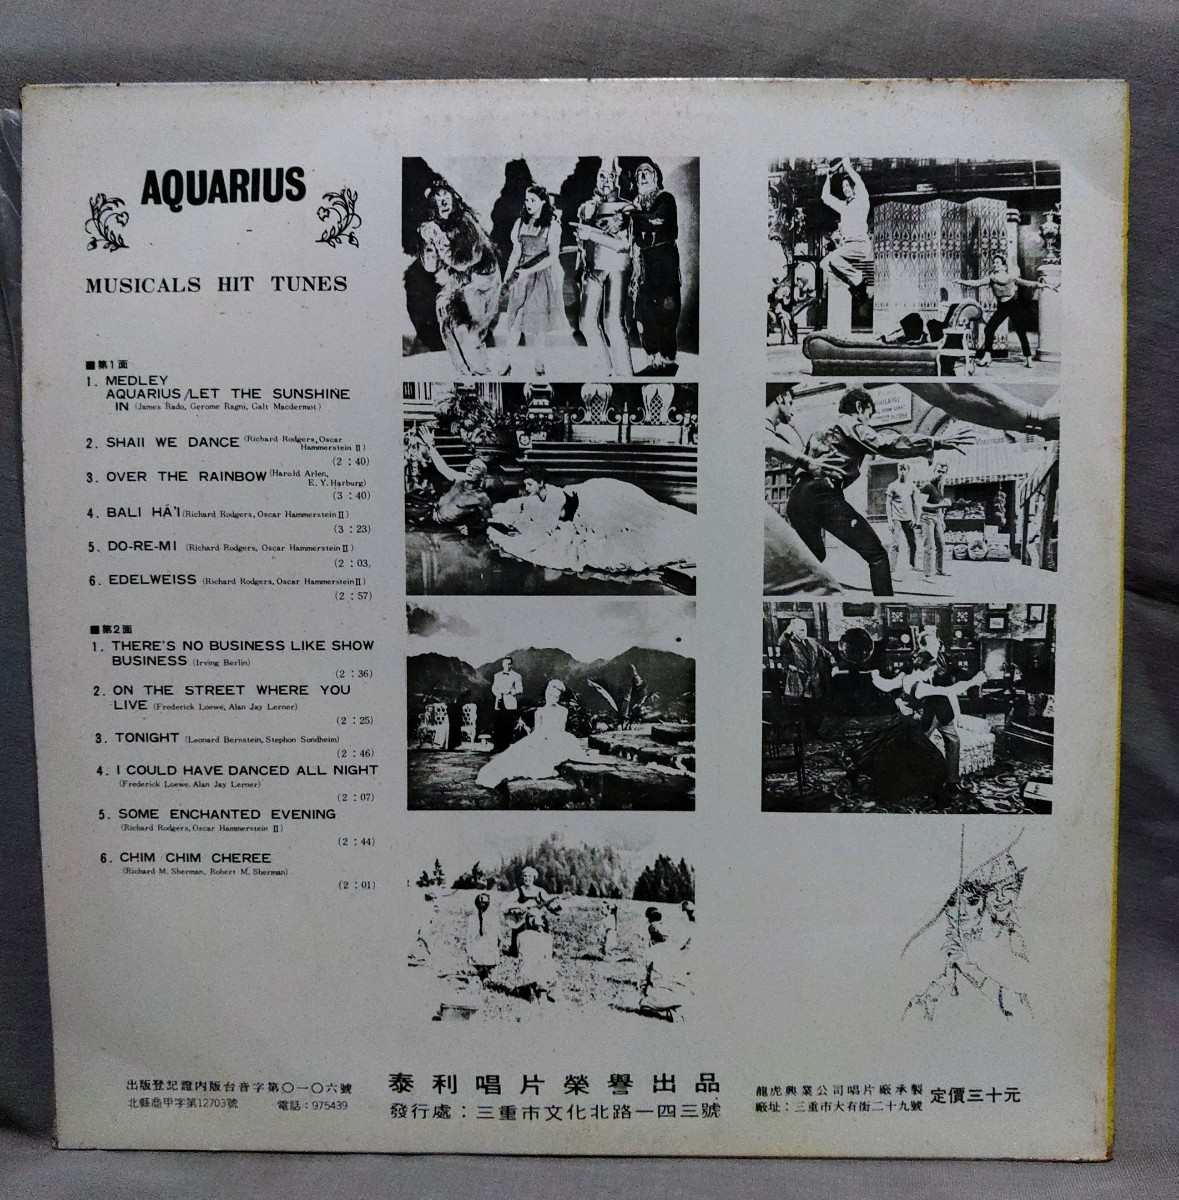 AQUARIUS
MUSICALS HIT TUNES
■第1面
1. MEDLEY
AQUARIUS/LET THE SUNSHINE
IN (James Rado, Gerome Ragni, Galt Macdermot)
2. SHAII WE DANCE (Richard Rodgers, Oscar
Hammerstein II)
(2:40)
3. OVER THE RAINBOW (Harold Arlen,
E. Y. Harburg)
(3:40)
4. BALI HA'I (Richard Rodgers, Oscar Hammerstein II)
(3:23)
5. DO-RE-MI (Richard Rodgers, Oscar Hammerstein II)
(2:03,
6. EDELWEISS (Richard Rodgers, Oscar Hammerstein II)
(2:57)
■第2面
1. THERE'S NO BUSINESS LIKE SHOW
BUSINESS (Irving Berlin)
(2:36)
2. ON THE STREET WHERE YOU
LIVE (Frederick Loewe, Alan Jay Lerner)
(2:25)
3. TONIGHT (Leonard Bernstein, Stephon Sondheim)
(2:46)
4. I COULD HAVE DANCED ALL NIGHT
(Frederick Loewe. Alan Jay Lerner)
(2:07)
5. SOME ENCHANTED EVENING
(Richard Rodgers, Oscar Hammerstein II)
(2:44)
6. CHIM CHIM CHEREE
(Richard M. Sherman, Robert M. Sherman)
(2:01)
出版登記證內版台音字第〇一〇六號
北縣商甲字第12703號 電話：975439
泰利唱片榮譽出品
發行處：三重市文化北路一四三號
龍虎興業公司唱片廠承製
廠址：三重市大有街二十九號
定價三十元